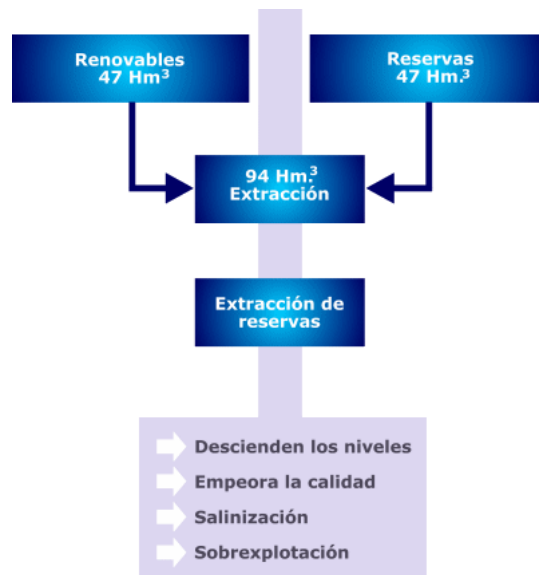 Renovables
47 Hm³
Reservas
47 Hm.³
94 Hm.³
Extracción
Extracción de
reservas
Descienden los niveles
Empeora la calidad
Salinización
Sobrexplotación